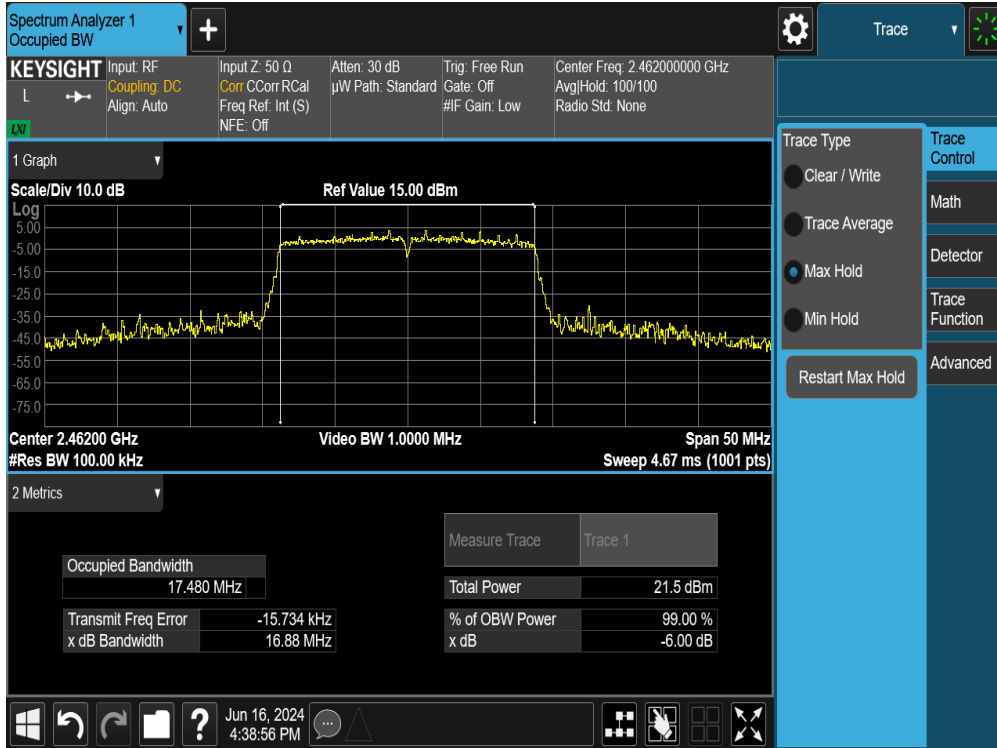 Spectrum Analyzer 1
Occupied BW
+
Trace
KEYSIGHT
L
LXI
Input: RF
Coupling: DC
Align: Auto
Input Z: 50 Ω
Corr CCorr RCal
Freq Ref: Int (S)
NFE: Off
Atten: 30 dB
µW Path: Standard
Trig: Free Run
Gate: Off
#IF Gain: Low
Center Freq: 2.462000000 GHz
Avg|Hold: 100/100
Radio Std: None
1 Graph
Scale/Div 10.0 dB
Ref Value 15.00 dBm
Log
5.00
-5.00
-15.0
-25.0
-35.0
-45.0
-55.0
-65.0
-75.0
Center 2.46200 GHz
Video BW 1.0000 MHz
Span 50 MHz
#Res BW 100.00 kHz
Sweep 4.67 ms (1001 pts)
2 Metrics
Measure Trace
Trace 1
Occupied Bandwidth
17.480 MHz
Total Power
21.5 dBm
Transmit Freq Error
-15.734 kHz
% of OBW Power
99.00 %
x dB Bandwidth
16.88 MHz
x dB
-6.00 dB
Trace Type
Clear / Write
Trace Average
Max Hold
Min Hold
Restart Max Hold
Trace
Control
Math
Detector
Trace
Function
Advanced
?
Jun 16, 2024
4:38:56 PM